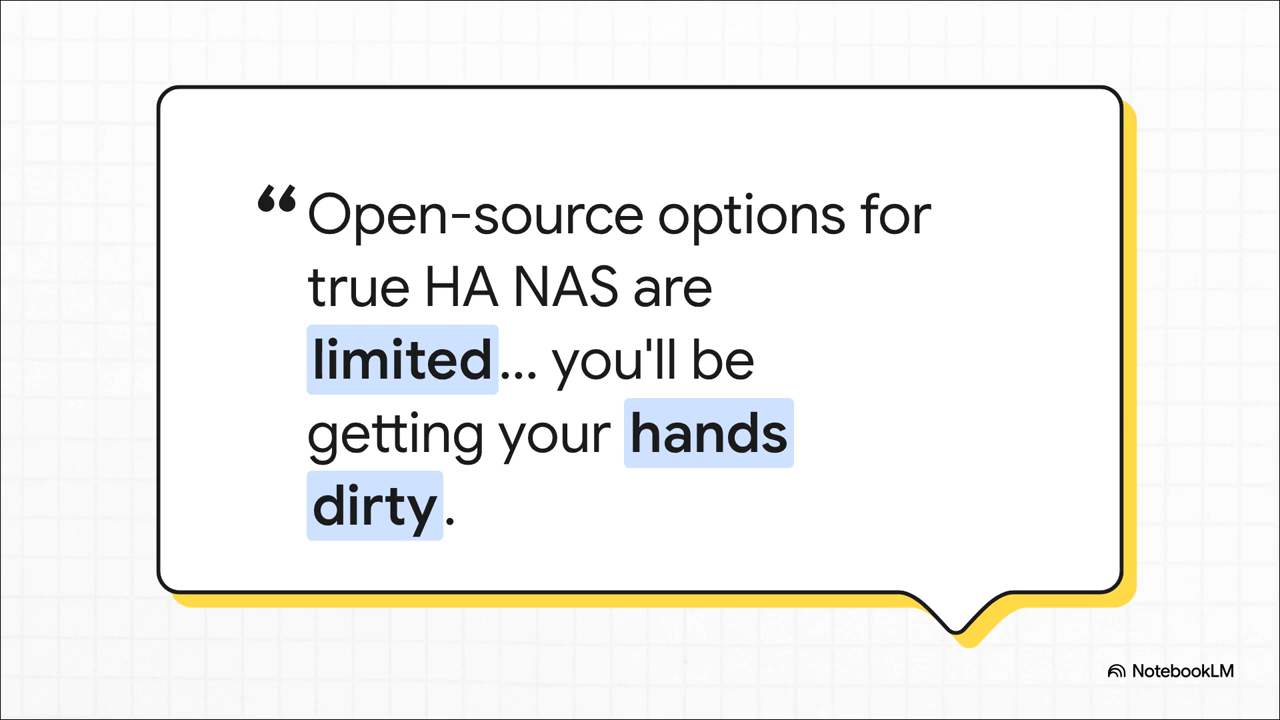 “Open-source options for
true HA NAS are
limited... you'll be
getting your hands
dirty.
NotebookLM